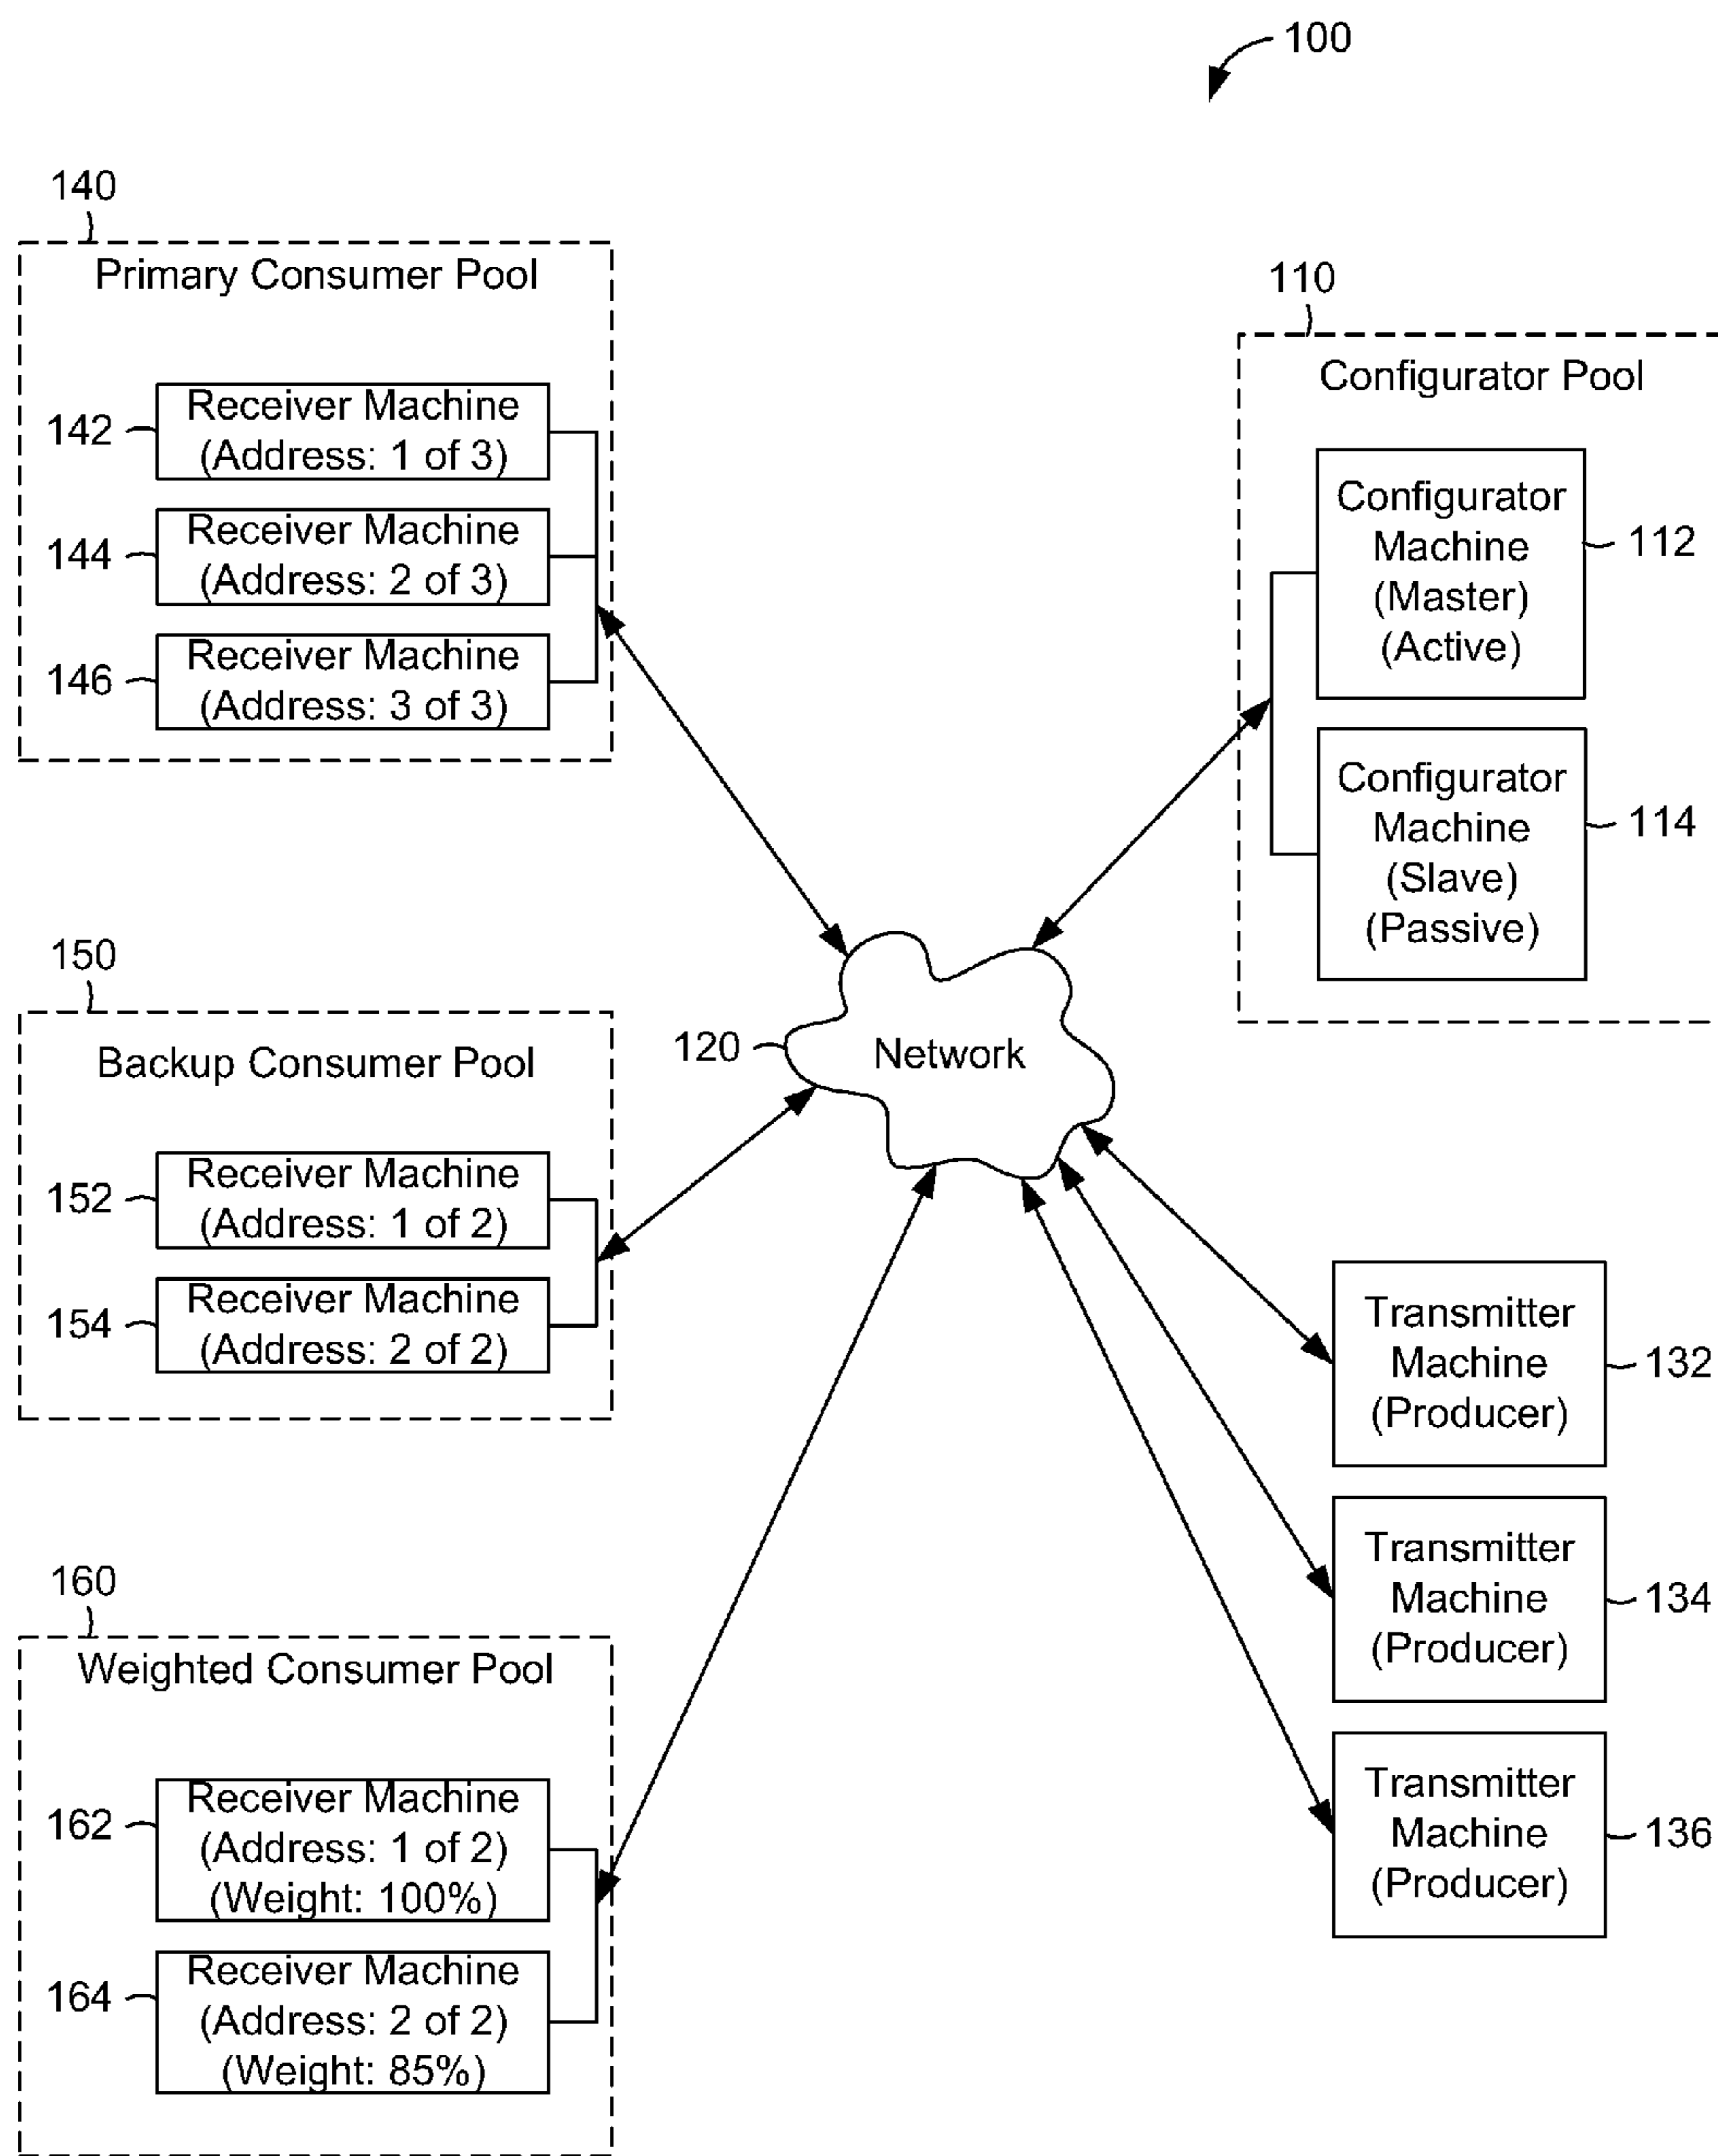 100
140
Primary Consumer Pool
142
Receiver Machine
(Address: 1 of 3)
144
Receiver Machine
(Address: 2 of 3)
146
Receiver Machine
(Address: 3 of 3)
110
Configurator Pool
Configurator
Machine
(Master)
(Active)
112
Configurator
Machine
(Slave)
(Passive)
114
150
Backup Consumer Pool
152
Receiver Machine
(Address: 1 of 2)
154
Receiver Machine
(Address: 2 of 2)
120
Network
160
Weighted Consumer Pool
162
Receiver Machine
(Address: 1 of 2)
(Weight: 100%)
164
Receiver Machine
(Address: 2 of 2)
(Weight: 85%)
Transmitter
Machine
(Producer)
132
Transmitter
Machine
(Producer)
134
Transmitter
Machine
(Producer)
136